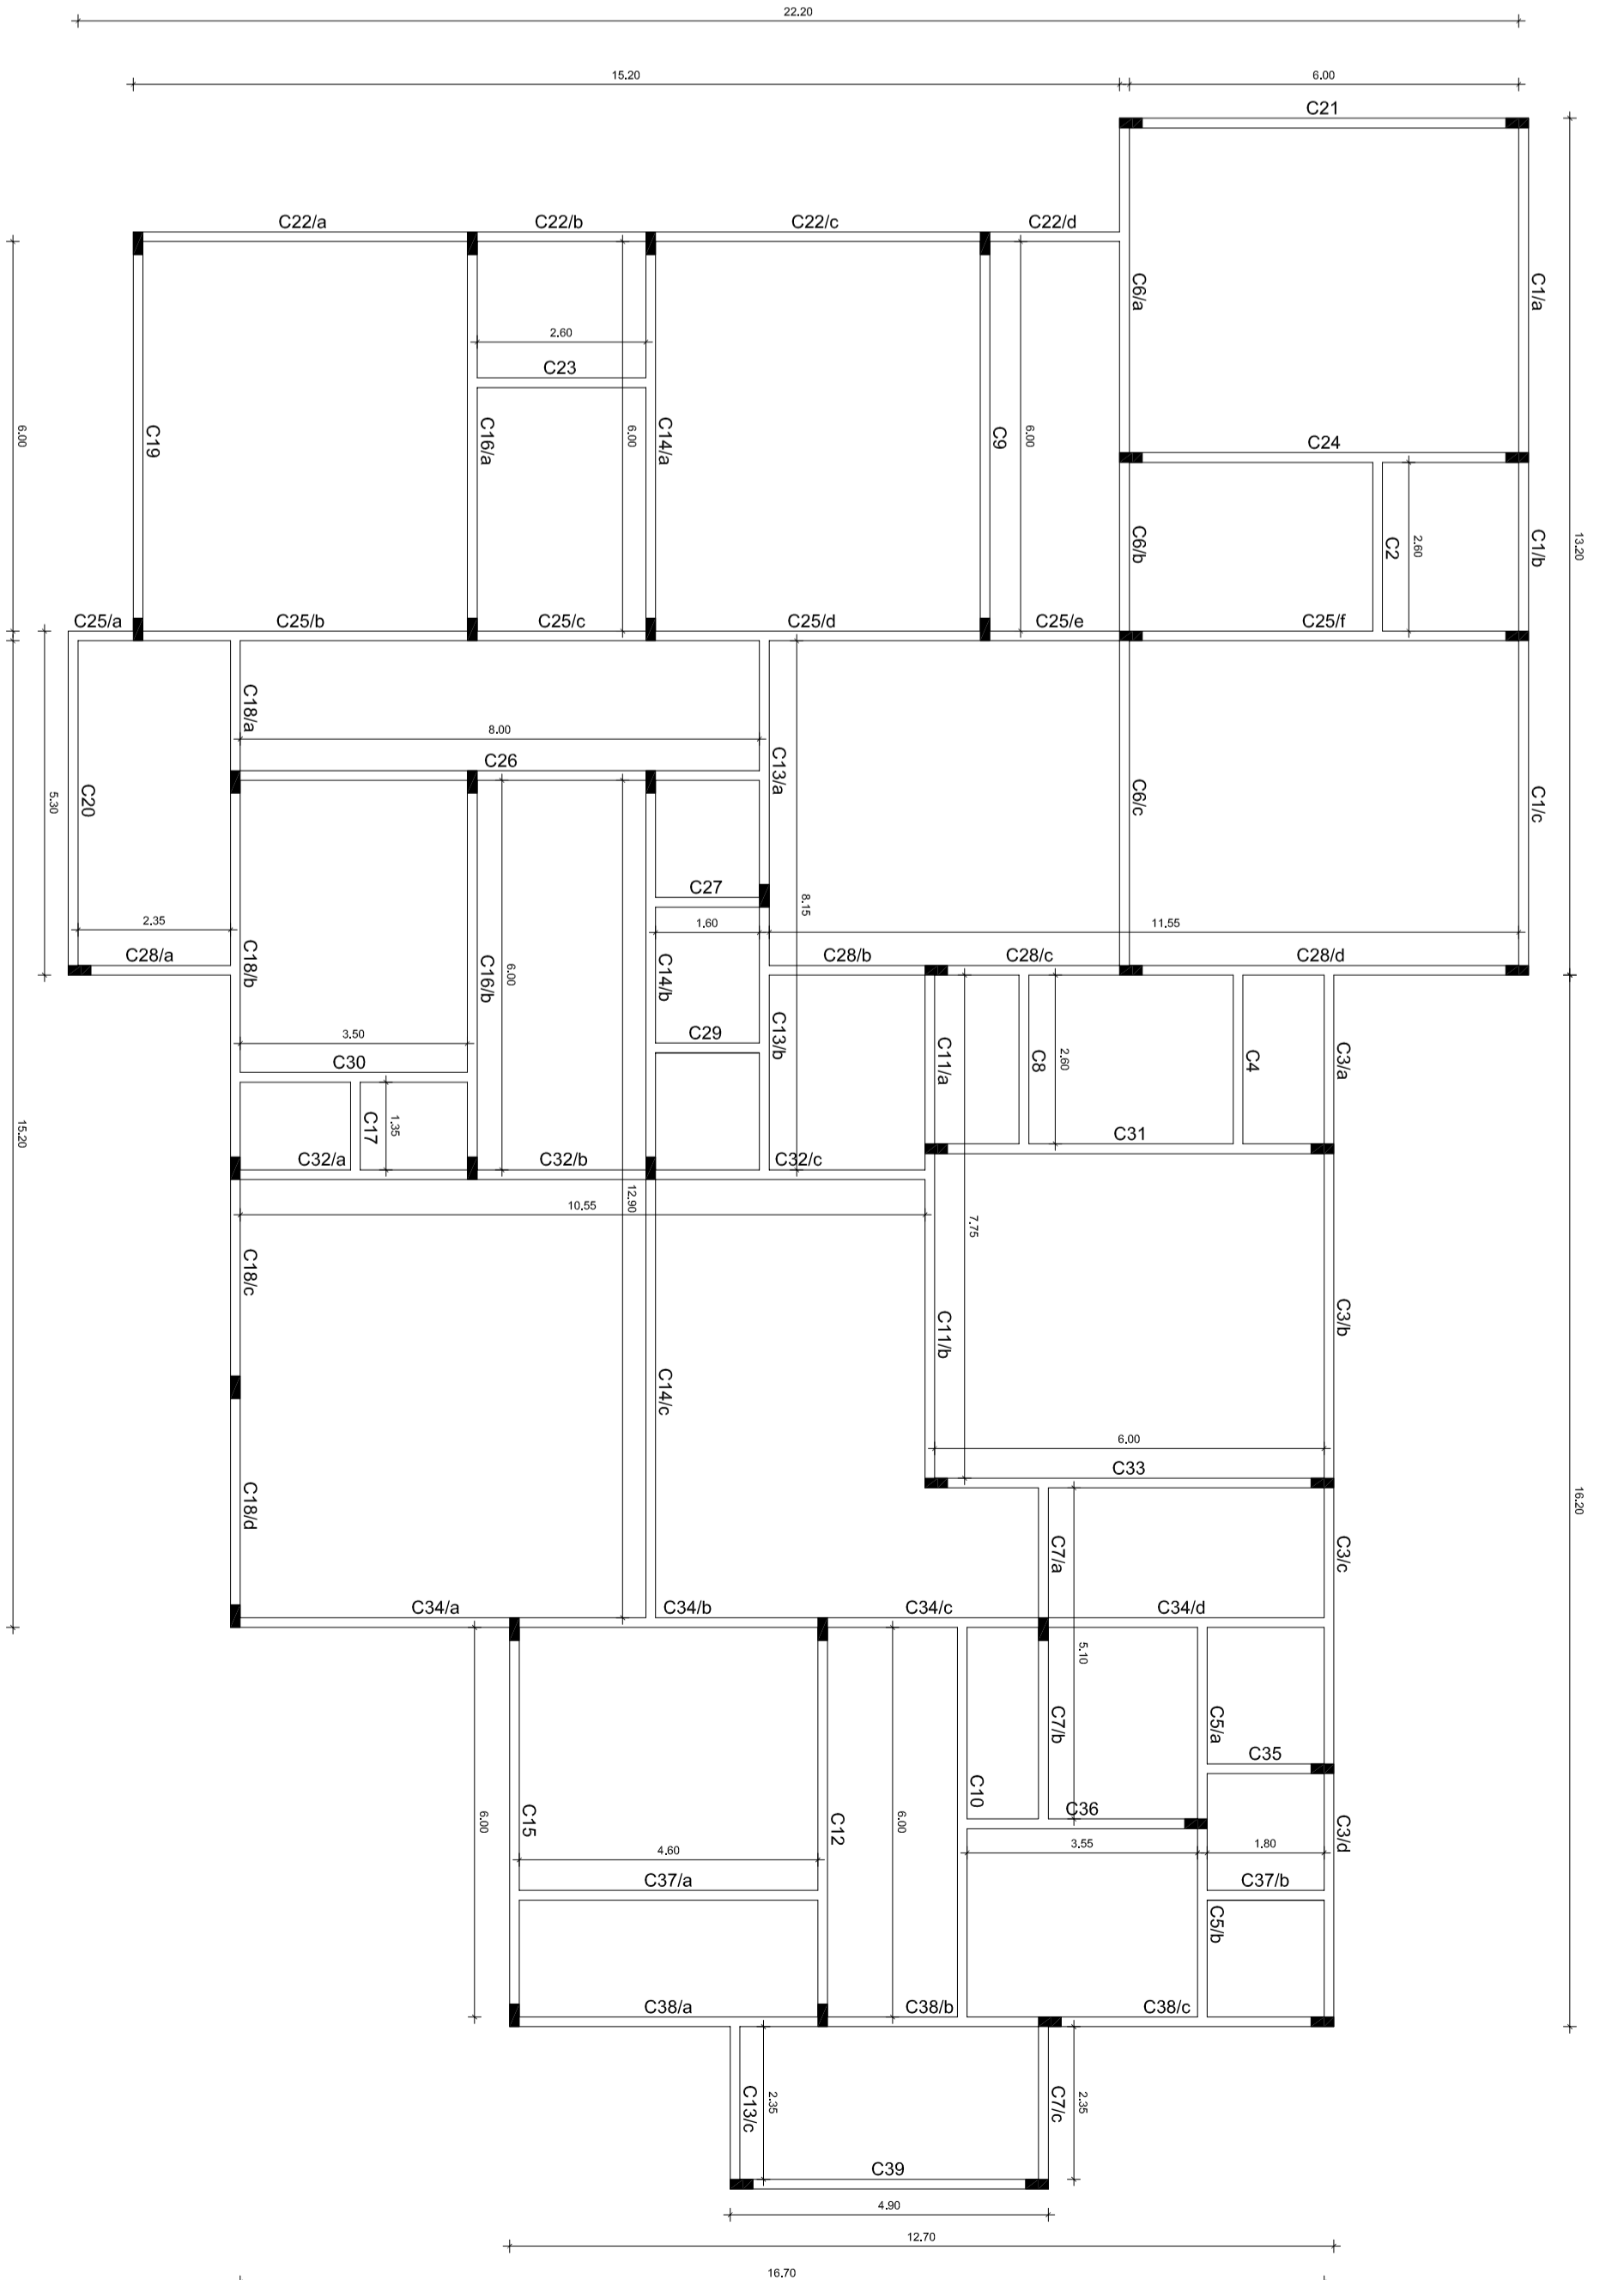 22.20
15.20 6.00
C21
C22/a C22/b C22/c C22/d
C6/a C1/a
2.60
C23
C19 C16/a 6.00 C14/a C9 6.00 C24
6.00
C6/b C2 2.60 C1/b 13.20
C25/a C25/b C25/c C25/d C25/e C25/f
C18/a
8.00
C26
C13/a
C20 C6/c C1/c
5.30
C27
8.15
2.35 1.60 11.55
C28/a C18/b C16/b 6.00 C14/b C28/b C28/c C28/d
3.50 C29 C13/b
C30 C11/a C8 2.60 C4 C3/a
C17 1.35 C31
15.20
C32/a C32/b C32/c
12.90
10.55 7.75
C18/c C11/b C3/b
C14/c
6.00
C33
C18/d 16.20
C7/a C3/c
C34/a C34/b C34/c C34/d
5.10
C7/b C5/a
C35
C10
C36
6.00 C15 C12 6.00 C3/d
4.60 3.55 1.80
C37/a C37/b
C5/b
C38/a C38/b C38/c
C13/c 2.35 C7/c 2.35
C39
4.90
12.70
16.70